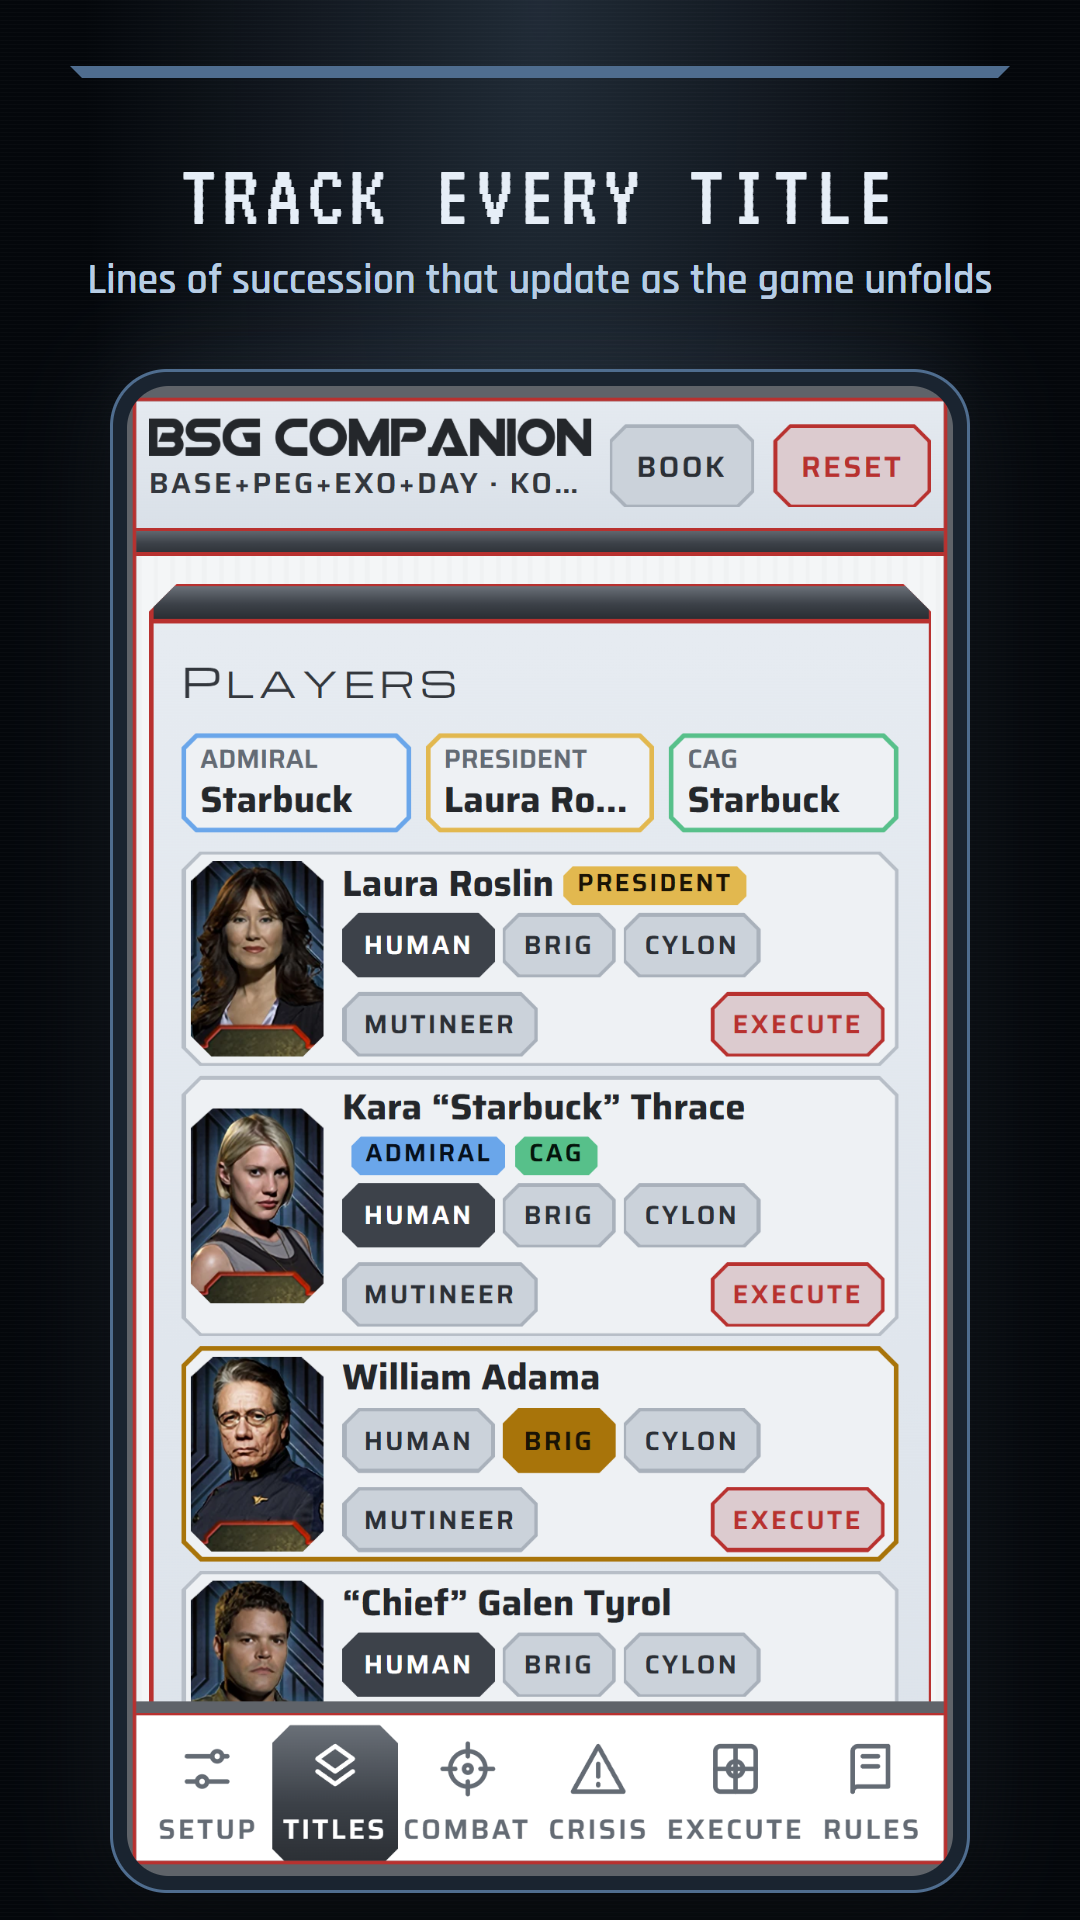 TRACK EVERY TITLE
Lines of succession that update as the game unfolds
BSG COMPANION
BASE+PEG+EXO+DAY · KO...
BOOK
RESET
PLAYERS
ADMIRAL
Starbuck
PRESIDENT
Laura Ro...
CAG
Starbuck
Laura Roslin PRESIDENT
HUMAN BRIG CYLON
MUTINEER EXECUTE
Kara “Starbuck” Thrace
ADMIRAL CAG
HUMAN BRIG CYLON
MUTINEER EXECUTE
William Adama
HUMAN BRIG CYLON
MUTINEER EXECUTE
“Chief” Galen Tyrol
HUMAN BRIG CYLON
SETUP TITLES COMBAT CRISIS EXECUTE RULES